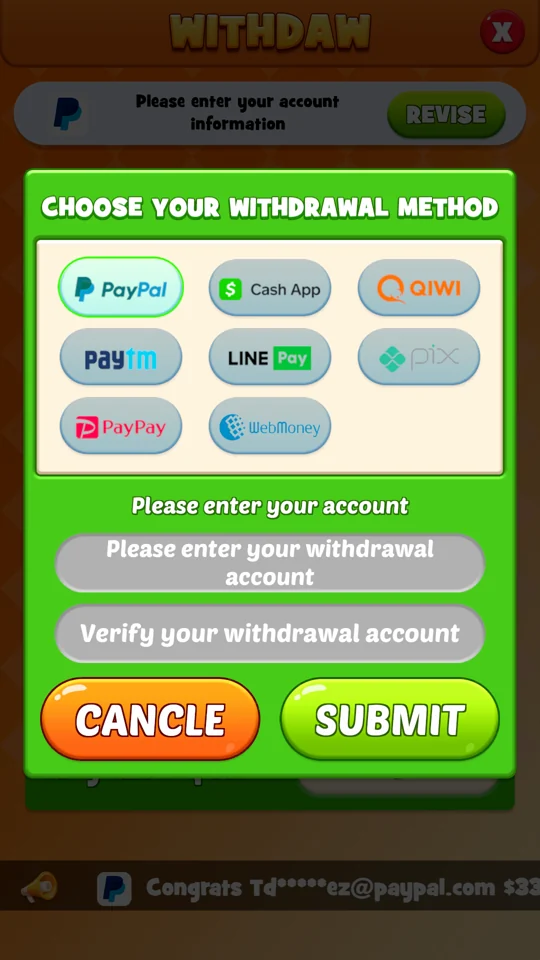 WITHDAW
X
Please enter your account
information
REVISE
CHOOSE YOUR WITHDRAWAL METHOD
PayPal
Cash App
QIWI
paytm
LINE Pay
pix
PayPay
WebMoney
Please enter your account
Please enter your withdrawal
account
Verify your withdrawal account
CANCLE
SUBMIT
Congrats Td*****ez@paypal.com $33